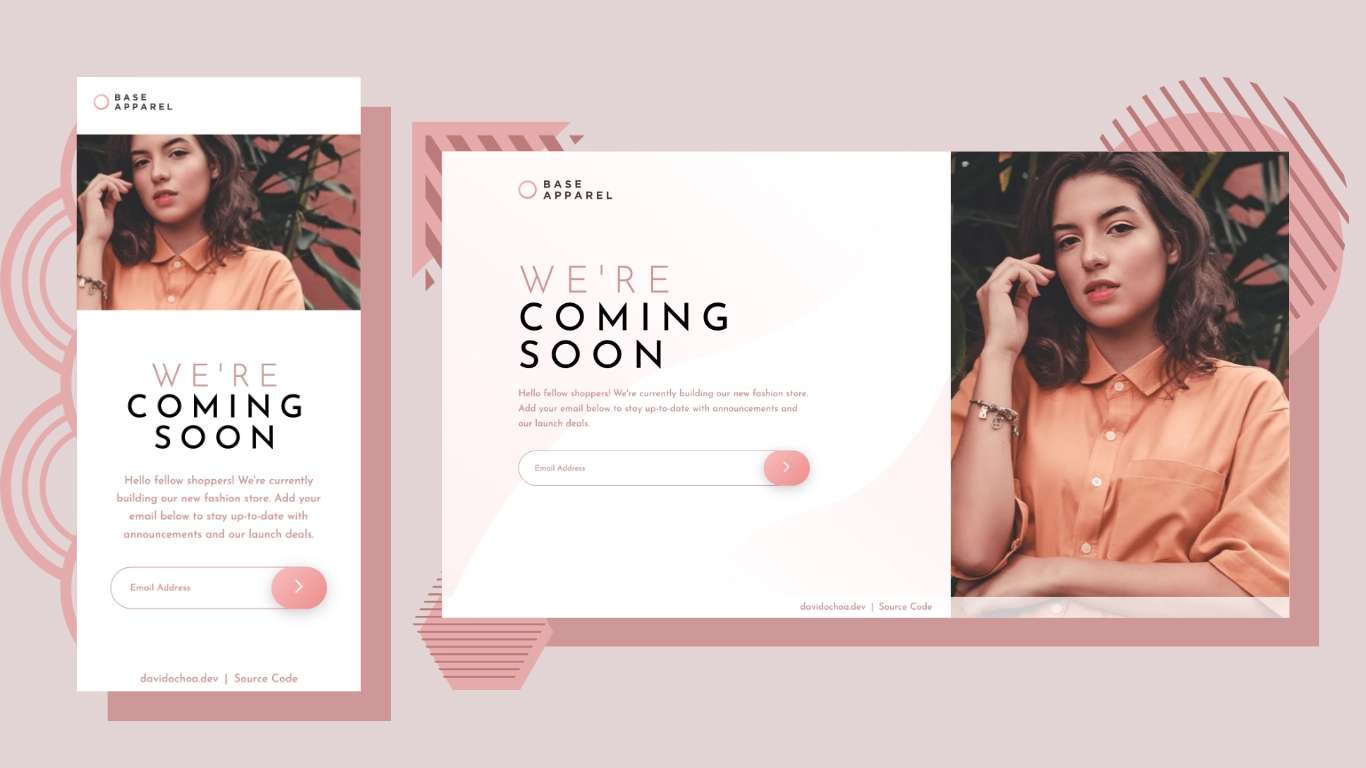 BASE
APPAREL
WE'RE
COMING
SOON
Hello fellow shoppers! We're currently
building our new fashion store. Add your
email below to stay up-to-date with
announcements and our launch deals.
Email Address
davidochoa.dev | Source Code
BASE
APPAREL
WE'RE
COMING
SOON
Hello fellow shoppers! We're currently building our new fashion store.
Add your email below to stay up-to-date with announcements and
our launch deals.
Email Address
davidochoa.dev | Source Code